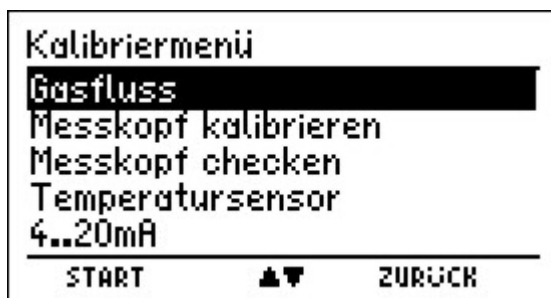 Kalibriermenü
Gasfluss
Messkopf kalibrieren
Messkopf checken
Temperatursensor
4..20mA
START ▲▼ ZURÜCK